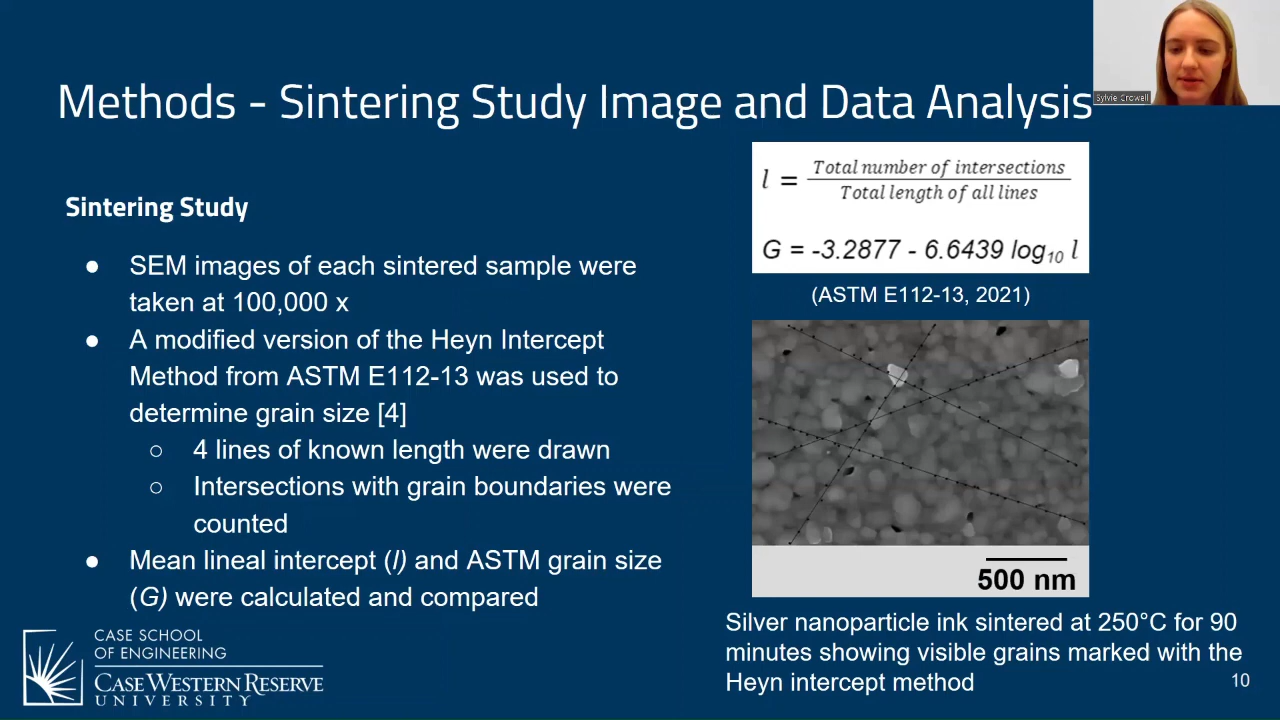 Methods - Sintering Study Image and Data Analysis
Sylvie Crowell
Sintering Study
● SEM images of each sintered sample were
taken at 100,000 x
● A modified version of the Heyn Intercept
Method from ASTM E112-13 was used to
determine grain size [4]
○ 4 lines of known length were drawn
○ Intersections with grain boundaries were
counted
● Mean lineal intercept (l) and ASTM grain size
(G) were calculated and compared
l = Total number of intersections / Total length of all lines
G = -3.2877 - 6.6439 log₁₀ l
(ASTM E112-13, 2021)
500 nm
Silver nanoparticle ink sintered at 250°C for 90
minutes showing visible grains marked with the
Heyn intercept method
CASE SCHOOL
OF ENGINEERING
CASE WESTERN RESERVE
UNIVERSITY
10